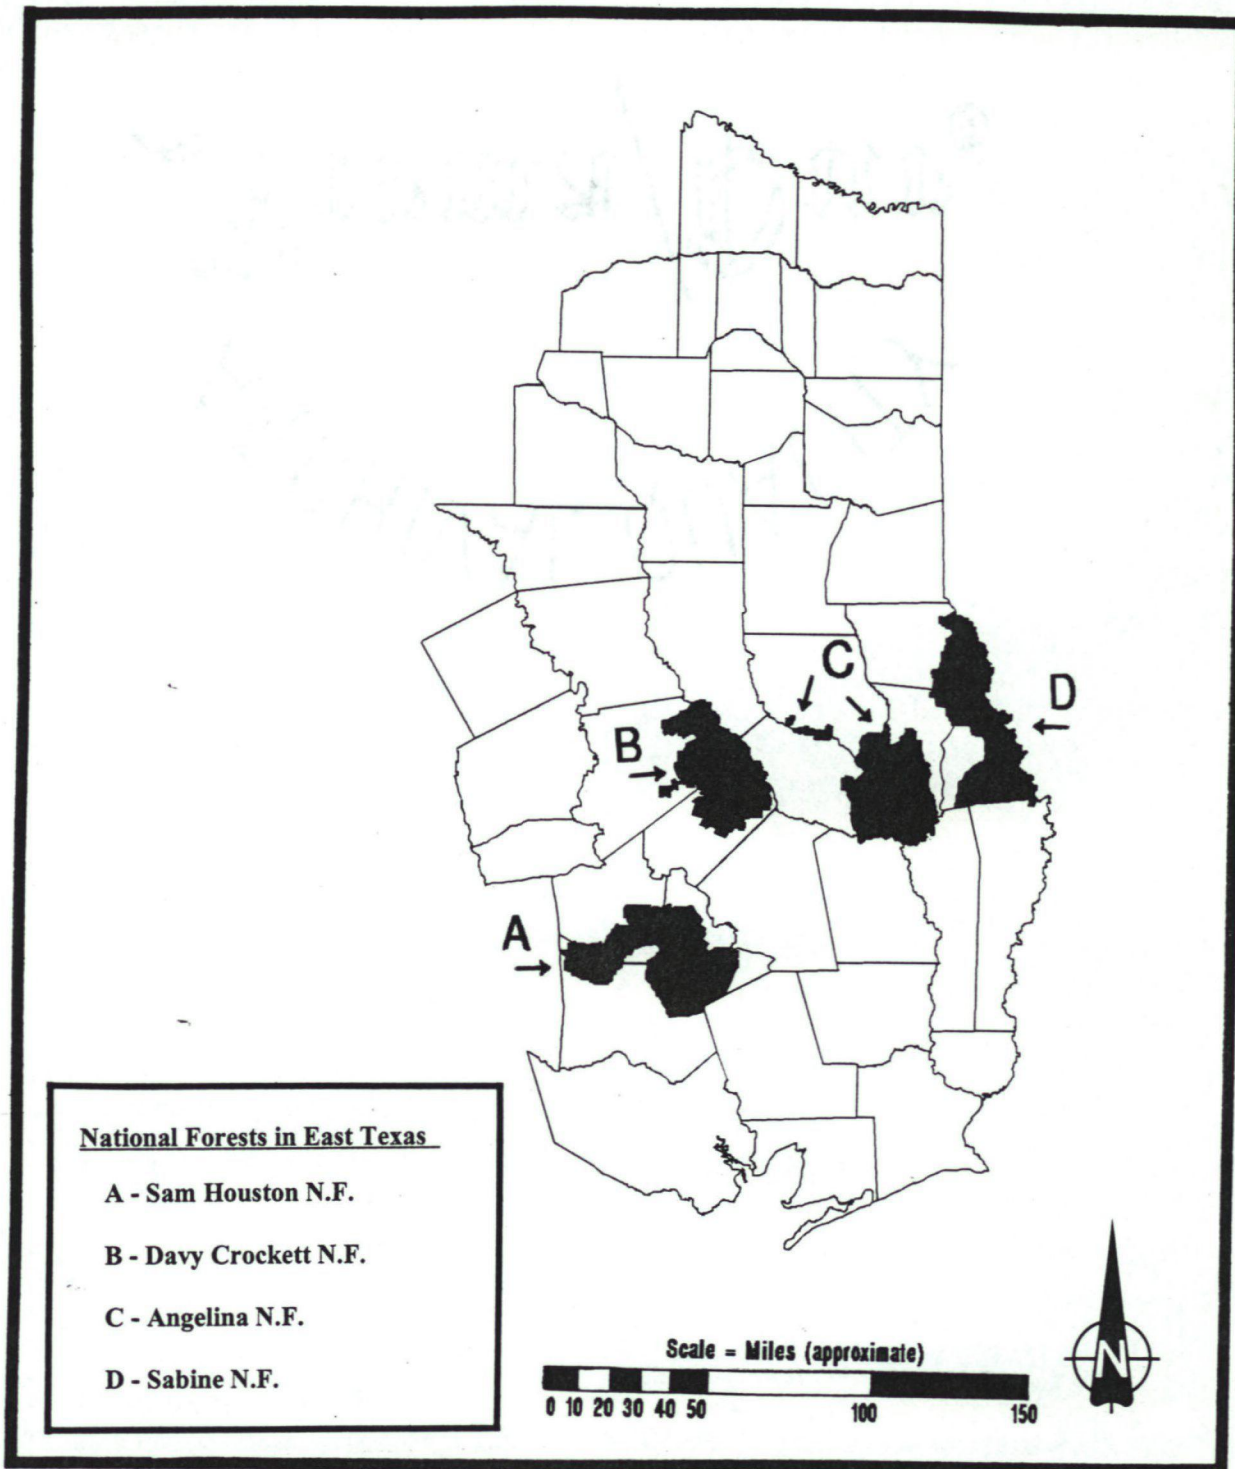 C
D
B
A
National Forests in East Texas
A - Sam Houston N.F.
B - Davy Crockett N.F.
C - Angelina N.F.
D - Sabine N.F.
Scale = Miles (approximate)
0 10 20 30 40 50 100 150
N